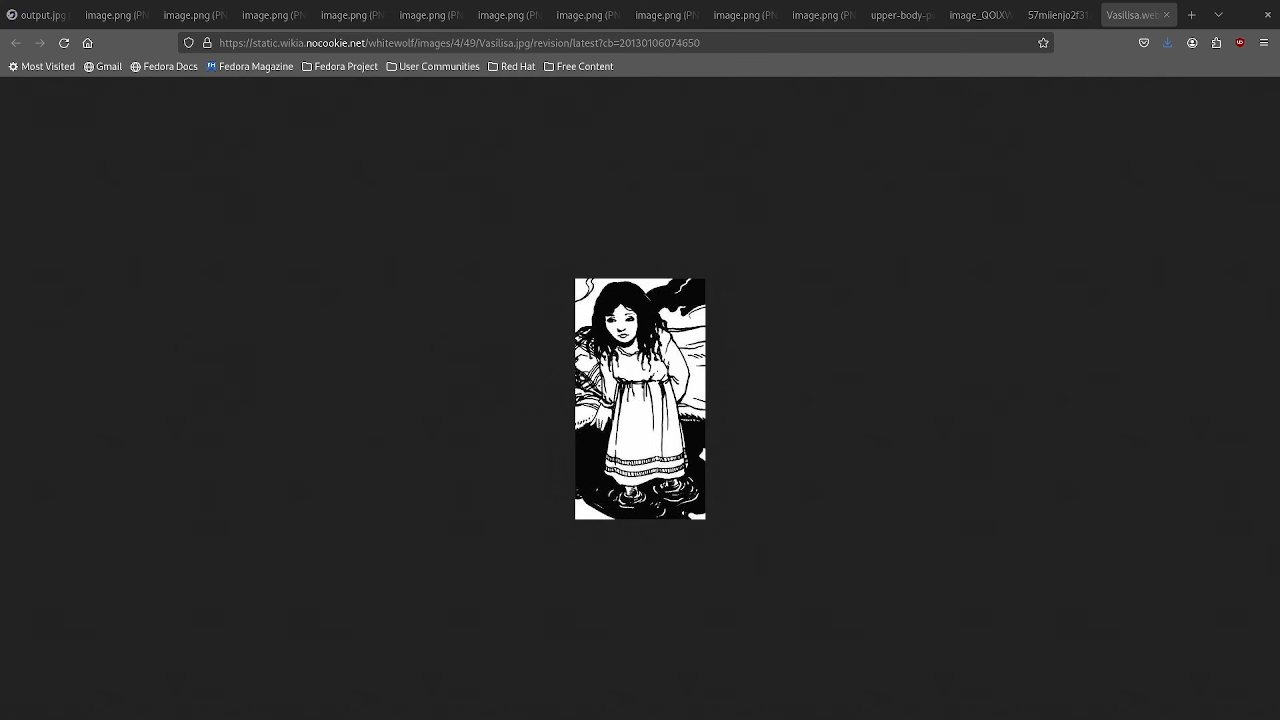 output.jpg image.png (PN image.png (PN image.png (PN image.png (PN image.png (PN image.png (PN image.png (PN image.png (PN image.png (PN image.png (PN upper-body-p image_QOlXV 57miienjo2f31 Vasilisa.web
https://static.wikia.nocookie.net/whitewolf/images/4/49/Vasilisa.jpg/revision/latest?cb=20130106074650
Most Visited Gmail Fedora Docs Fedora Magazine Fedora Project User Communities Red Hat Free Content